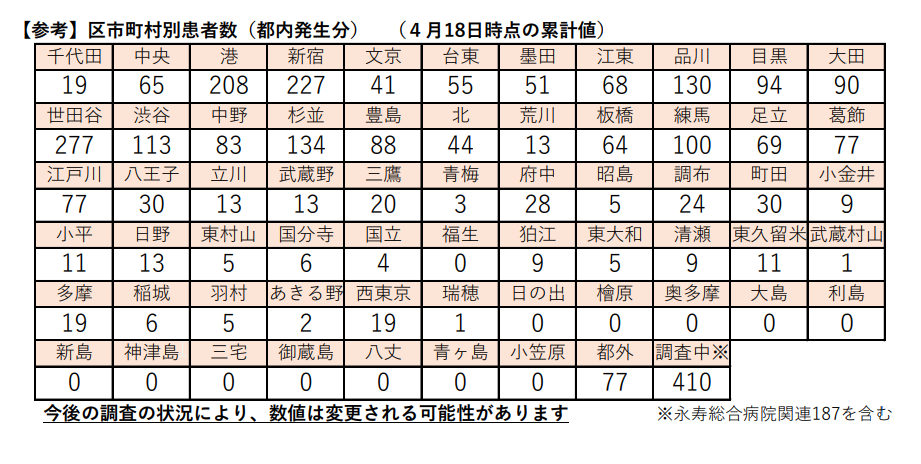 【参考】区市町村別患者数（都内発生分）　（４月18日時点の累計値）
千代田 中央 港 新宿 文京 台東 墨田 江東 品川 目黒 大田
19 65 208 227 41 55 51 68 130 94 90
世田谷 渋谷 中野 杉並 豊島 北 荒川 板橋 練馬 足立 葛飾
277 113 83 134 88 44 13 64 100 69 77
江戸川 八王子 立川 武蔵野 三鷹 青梅 府中 昭島 調布 町田 小金井
77 30 13 13 20 3 28 5 24 30 9
小平 日野 東村山 国分寺 国立 福生 狛江 東大和 清瀬 東久留米 武蔵村山
11 13 5 6 4 0 9 5 9 11 1
多摩 稲城 羽村 あきる野 西東京 瑞穂 日の出 檜原 奥多摩 大島 利島
19 6 5 2 19 1 0 0 0 0 0
新島 神津島 三宅 御蔵島 八丈 青ヶ島 小笠原 都外 調査中※
0 0 0 0 0 0 0 77 410
今後の調査の状況により、数値は変更される可能性があります
※永寿総合病院関連187を含む